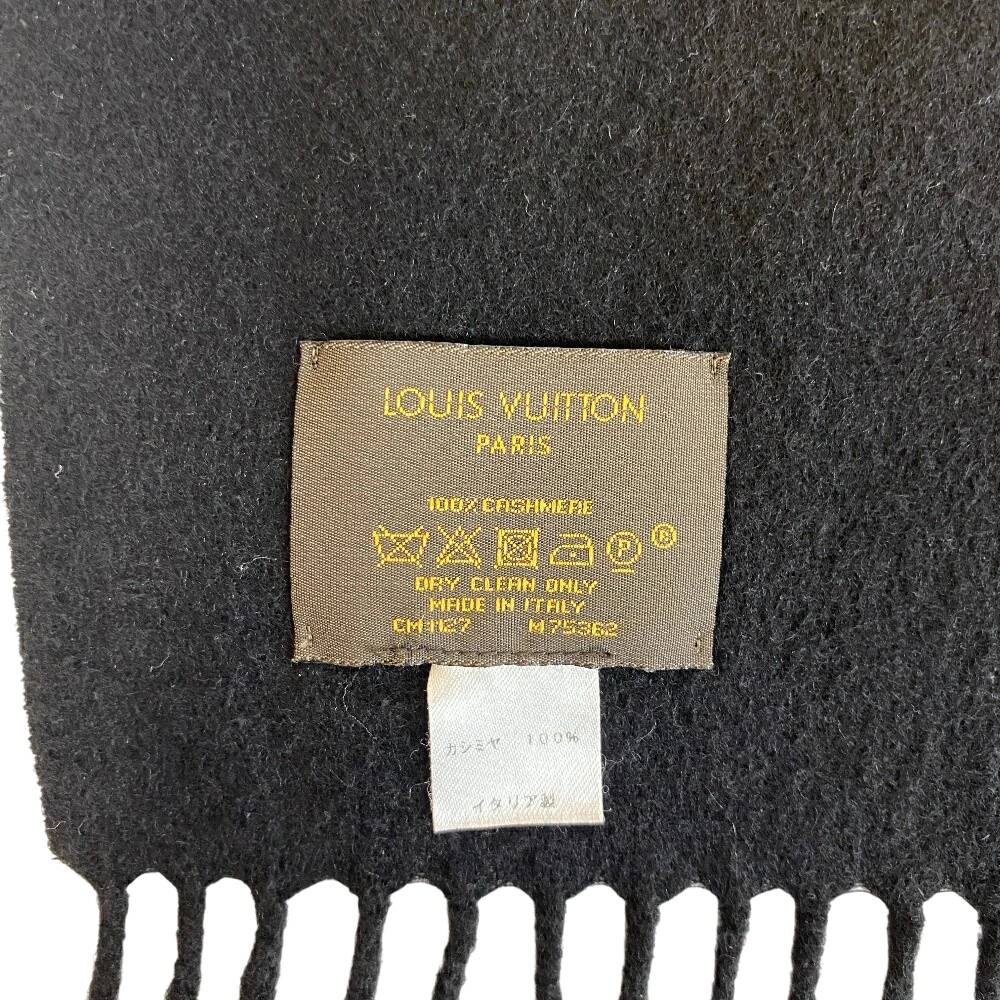 LOUIS VUITTON
PARIS
100% CASHMERE
P ®
DRY CLEAN ONLY
MADE IN ITALY
CM1127 M75362
カシミヤ 100%
イタリア製